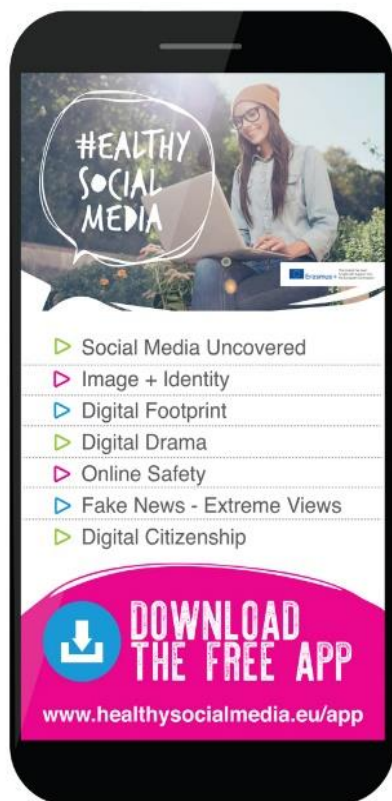 #EALTHY
SOCIAL
MEDIA
Erasmus+
Social Media Uncovered
Image + Identity
Digital Footprint
Digital Drama
Online Safety
Fake News - Extreme Views
Digital Citizenship
DOWNLOAD
THE FREE APP
www.healthysocialmedia.eu/app